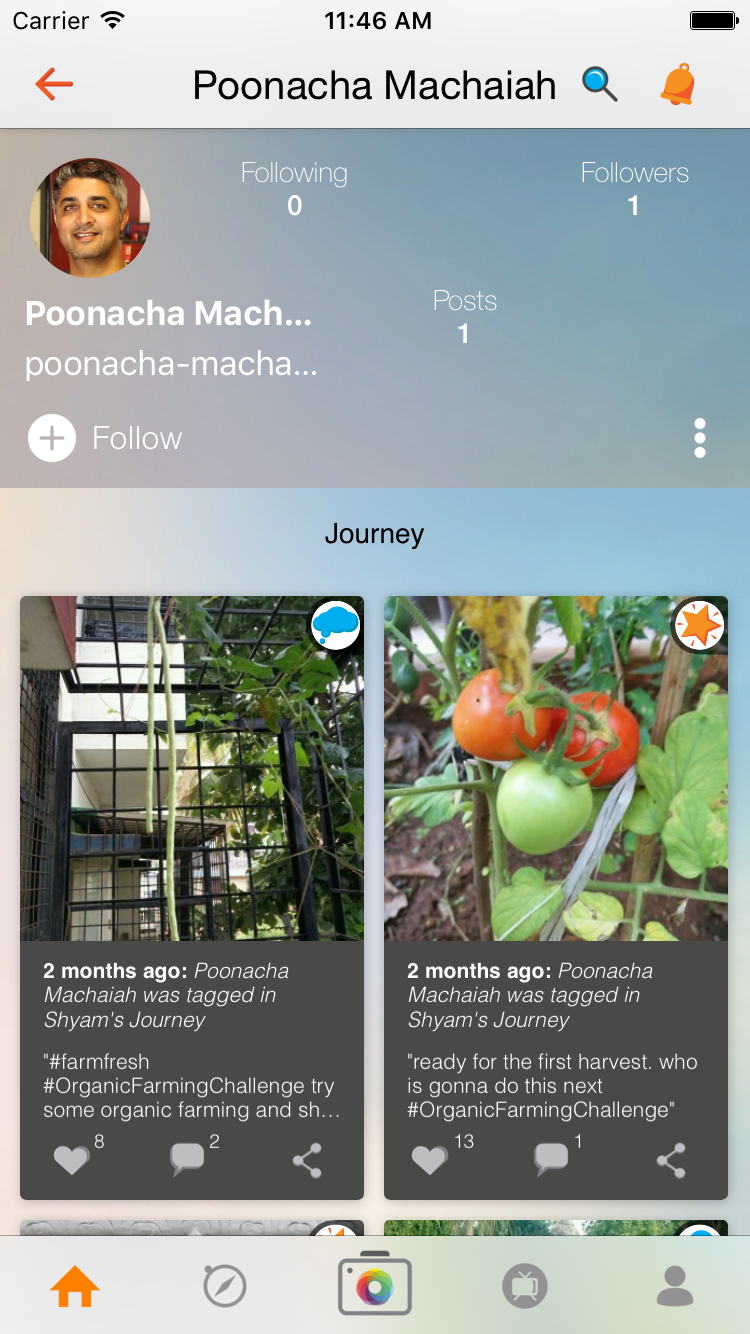 Carrier 11:46 AM
Poonacha Machaiah
Following Followers
0 1
Poonacha Mach...
Posts
1
poonacha-macha...
Follow
Journey
2 months ago: Poonacha
Machaiah was tagged in
Shyam's Journey
"#farmfresh
#OrganicFarmingChallenge try
some organic farming and sh...
8 2
2 months ago: Poonacha
Machaiah was tagged in
Shyam's Journey
"ready for the first harvest. who
is gonna do this next
#OrganicFarmingChallenge"
13 1